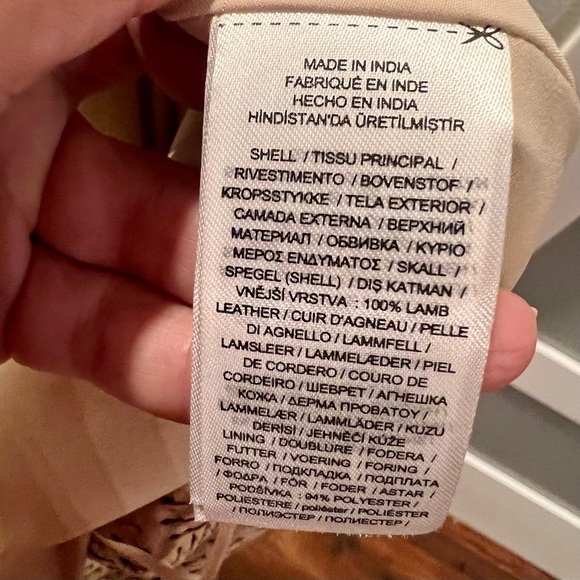 MADE IN INDIA
FABRIQUÉ EN INDE
HECHO EN INDIA
HİNDİSTAN'DA ÜRETİLMİŞTİR
SHELL / TISSU PRINCIPAL /
RIVESTIMENTO / BOVENSTOF /
KROPSSTYKKE / TELA EXTERIOR /
CAMADA EXTERNA / ВЕРХНИЙ
МАТЕРИАЛ / ОБВИВКА / ΚΥΡΙΟ
ΜΕΡΟΣ ΕΝΔΥΜΑΤΟΣ / SKALL /
SPEGEL (SHELL) / DIŞ KATMAN /
VNĚJŠÍ VRSTVA : 100% LAMB
LEATHER / CUIR D'AGNEAU / PELLE
DI AGNELLO / LAMMFELL /
LAMSLEER / LAMMELÆDER / PIEL
DE CORDERO / COURO DE
CORDEIRO / ШЕВРЕТ / АГНЕШКА
КОЖА / ΔΕΡΜΑ ΠΡΟΒΑΤΟΥ /
LAMMELÆR / LAMMLÄDER / KUZU
DERİSİ / JEHNĚČÍ KŮŽE
LINING / DOUBLURE / FODERA /
FUTTER / VOERING / FORING /
FORRO / ПОДКЛАДКА / ПОДПЛАТА
/ ΦΟΔΡΑ / FÓR / FODER / ASTAR /
PODŠÍVKA : 94% POLYESTER /
POLIESTERE / poliéster / POLIÉSTER
/ ПОЛИЭСТЕР / ПОЛИЕСТЕР /